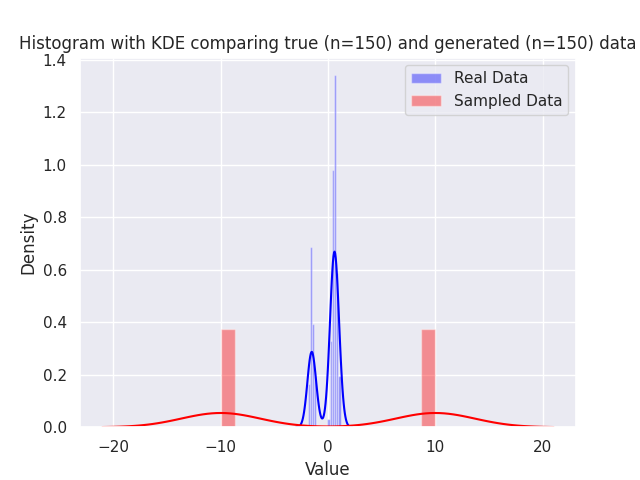 Histogram with KDE comparing true (n=150) and generated (n=150) data
Real Data
Sampled Data
Density
1.4
1.2
1.0
0.8
0.6
0.4
0.2
0.0
−20
−10
0
10
20
Value